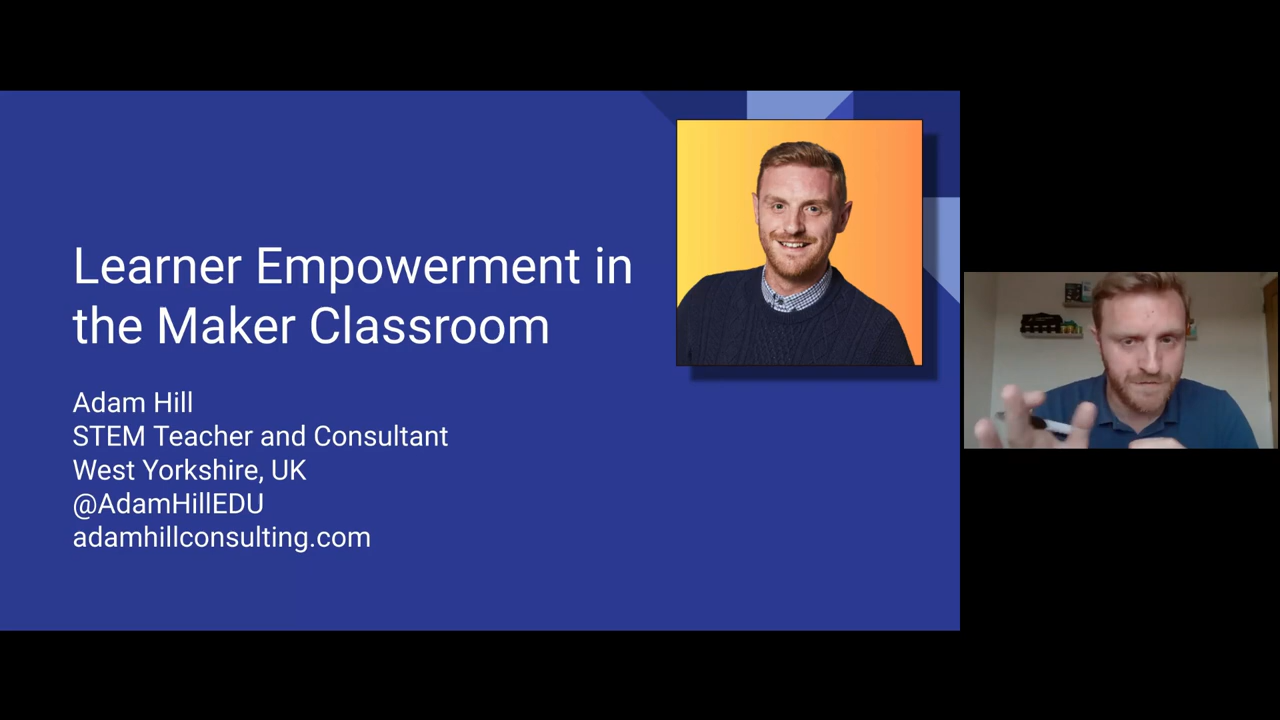 Learner Empowerment in
the Maker Classroom
Adam Hill
STEM Teacher and Consultant
West Yorkshire, UK
@AdamHillEDU
adamhillconsulting.com